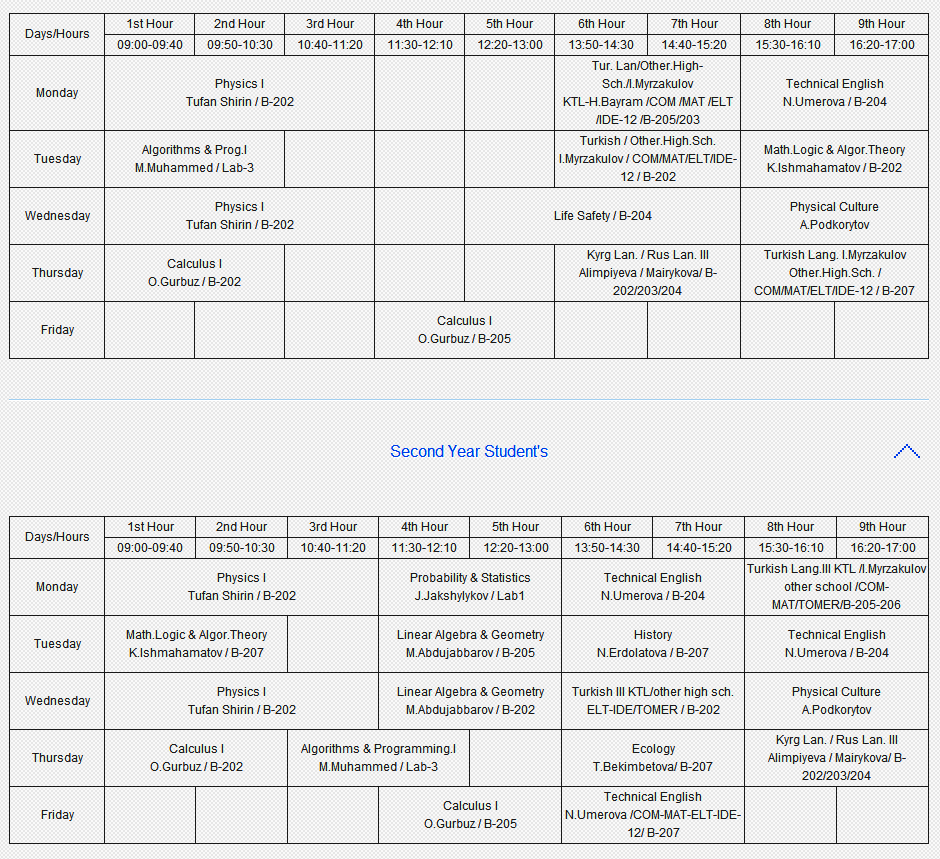 Days/Hours 1st Hour 2nd Hour 3rd Hour 4th Hour 5th Hour 6th Hour 7th Hour 8th Hour 9th Hour
09:00-09:40 09:50-10:30 10:40-11:20 11:30-12:10 12:20-13:00 13:50-14:30 14:40-15:20 15:30-16:10 16:20-17:00
Monday
Physics I
Tufan Shirin / B-202
Tur. Lan/Other.High-
Sch./I.Myrzakulov
KTL-H.Bayram /COM /MAT /ELT
/IDE-12 /B-205/203
Technical English
N.Umerova / B-204
Tuesday
Algorithms & Prog.I
M.Muhammed / Lab-3
Turkish / Other.High.Sch.
I.Myrzakulov / COM/MAT/ELT/IDE-
12 / B-202
Math.Logic & Algor.Theory
K.Ishmahamatov / B-202
Wednesday
Physics I
Tufan Shirin / B-202
Life Safety / B-204
Physical Culture
A.Podkorytov
Thursday
Calculus I
O.Gurbuz / B-202
Kyrg Lan. / Rus Lan. III
Alimpiyeva / Mairykova/ B-
202/203/204
Turkish Lang. I.Myrzakulov
Other.High.Sch. /
COM/MAT/ELT/IDE-12 / B-207
Friday
Calculus I
O.Gurbuz / B-205
Second Year Student's
Days/Hours 1st Hour 2nd Hour 3rd Hour 4th Hour 5th Hour 6th Hour 7th Hour 8th Hour 9th Hour
09:00-09:40 09:50-10:30 10:40-11:20 11:30-12:10 12:20-13:00 13:50-14:30 14:40-15:20 15:30-16:10 16:20-17:00
Monday
Physics I
Tufan Shirin / B-202
Probability & Statistics
J.Jakshylykov / Lab1
Technical English
N.Umerova / B-204
Turkish Lang.III KTL /I.Myrzakulov
other school /COM-
MAT/TOMER/B-205-206
Tuesday
Math.Logic & Algor.Theory
K.Ishmahamatov / B-207
Linear Algebra & Geometry
M.Abdujabbarov / B-205
History
N.Erdolatova / B-207
Technical English
N.Umerova / B-204
Wednesday
Physics I
Tufan Shirin / B-202
Linear Algebra & Geometry
M.Abdujabbarov / B-202
Turkish III KTL/other high sch.
ELT-IDE/TOMER / B-202
Physical Culture
A.Podkorytov
Thursday
Calculus I
O.Gurbuz / B-202
Algorithms & Programming.I
M.Muhammed / Lab-3
Ecology
T.Bekimbetova/ B-207
Kyrg Lan. / Rus Lan. III
Alimpiyeva / Mairykova/ B-
202/203/204
Friday
Calculus I
O.Gurbuz / B-205
Technical English
N.Umerova /COM-MAT-ELT-IDE-
12/ B-207